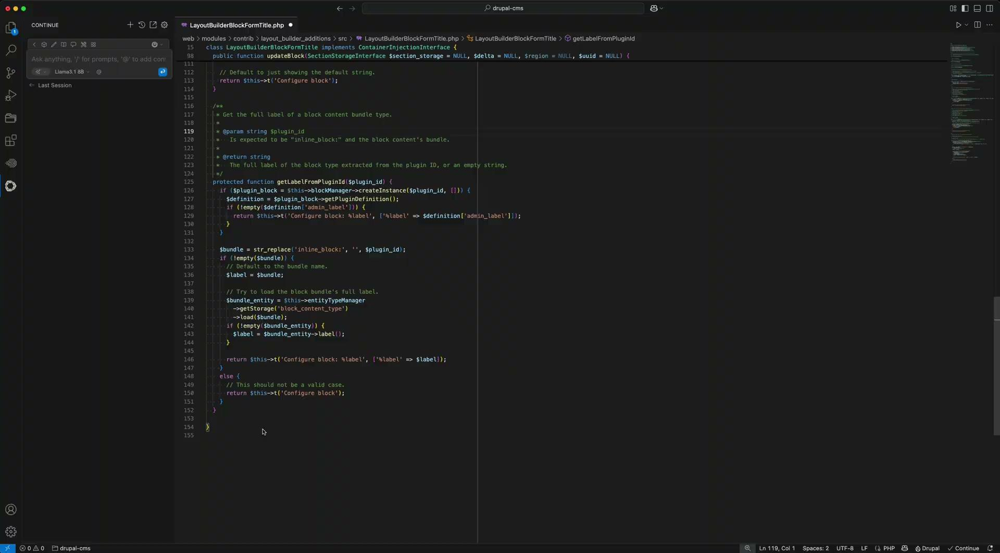 drupal-cms
CONTINUE
LayoutBuilderBlockFormTitle.php
1
web > modules > contrib > layout_builder_additions > src > LayoutBuilderBlockFormTitle.php > LayoutBuilderBlockFormTitle > getLabelFromPluginId
15 class LayoutBuilderBlockFormTitle implements ContainerInjectionInterface {
98 public function updateBlock(SectionStorageInterface $section_storage = NULL, $delta = NULL, $region = NULL, $uuid = NULL) {
Ask anything, '/' for prompts, '@' to add con
Llama3.1 8B
@
Last Session
111
112 // Default to just showing the default string.
113 return $this->t('Configure block');
114 }
115
116 /**
117 * Get the full label of a block content bundle type.
118 *
119 * @param string $plugin_id
120 * Is expected to be "inline_block:" and the block content's bundle.
121 *
122 * @return string
123 * The full label of the block type extracted from the plugin ID, or an empty string.
124 */
125 protected function getLabelFromPluginId($plugin_id) {
126 if ($plugin_block = $this->blockManager->createInstance($plugin_id, [])) {
127 $definition = $plugin_block->getPluginDefinition();
128 if (!empty($definition['admin_label'])) {
129 return $this->t('Configure block: %label', ['%label' => $definition['admin_label']]);
130 }
131 }
132
133 $bundle = str_replace('inline_block:', '', $plugin_id);
134 if (!empty($bundle)) {
135 // Default to the bundle name.
136 $label = $bundle;
137
138 // Try to load the block bundle's full label.
139 $bundle_entity = $this->entityTypeManager
140 ->getStorage('block_content_type')
141 ->load($bundle);
142 if (!empty($bundle_entity)) {
143 $label = $bundle_entity->label();
144 }
145
146 return $this->t('Configure block: %label', ['%label' => $label]);
147 }
148 else {
149 // This should not be a valid case.
150 return $this->t('Configure block');
151 }
152 }
153
154 }
155
0 0 drupal-cms
Ln 119, Col 1 Spaces: 2 UTF-8 LF {} PHP Drupal Continue